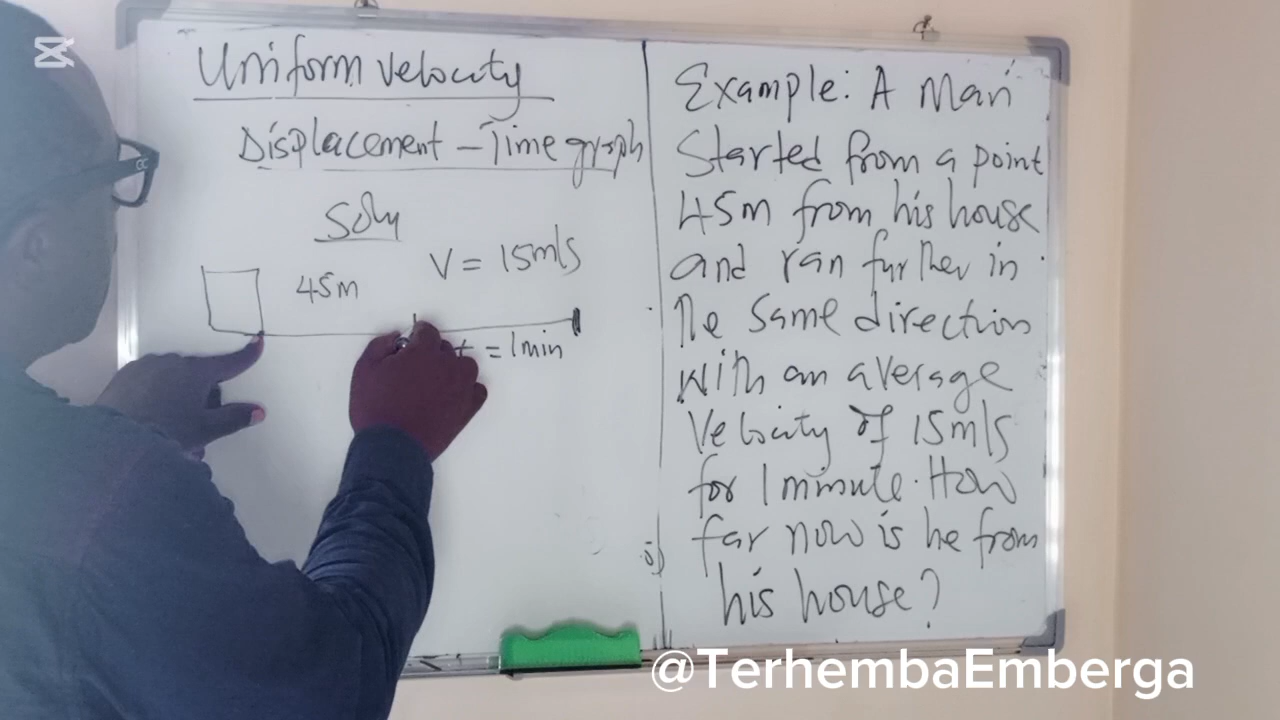 Uniform velocity
Displacement - Time graph
Soln
V = 15m/s
45m
t = 1min
Example: A Man
Started from a point
45m from his house
and ran further in
the same direction
with an average
velocity of 15m/s
for 1 minute. How
far now is he from
his house?
@TerhembaEmberga